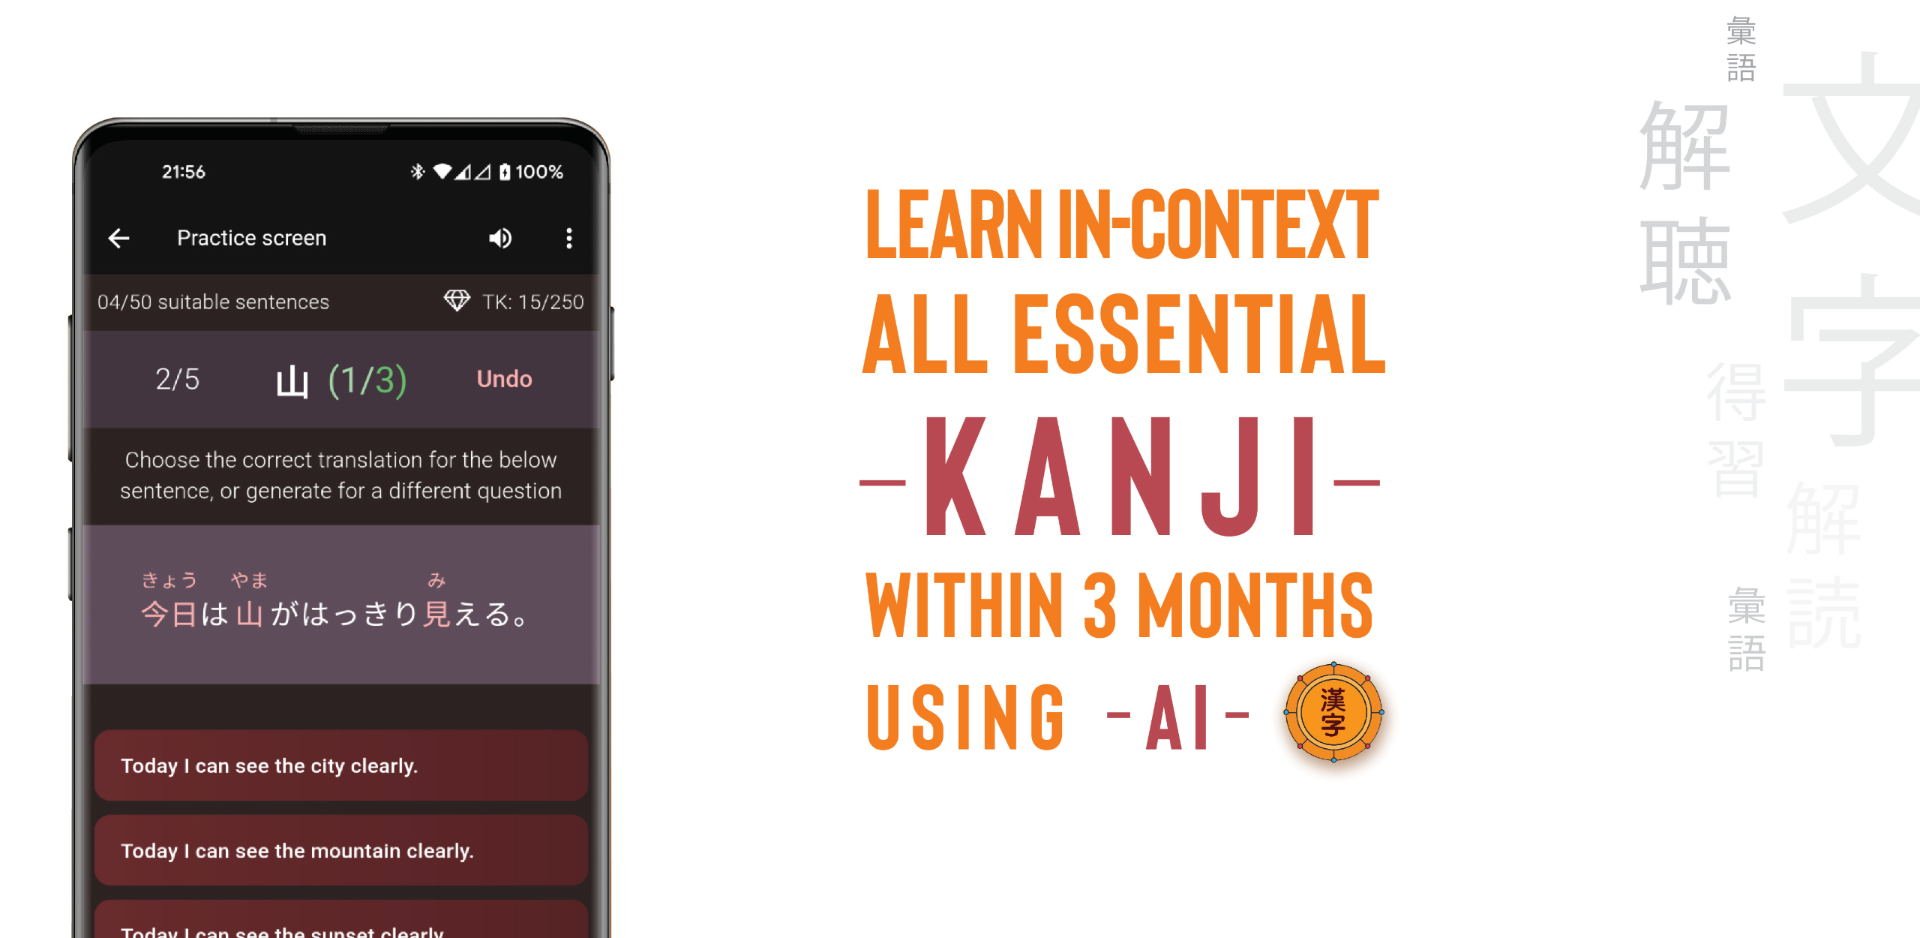 21:56
100%
Practice screen
04/50 suitable sentences
TK: 15/250
2/5
山 (1/3)
Undo
Choose the correct translation for the below
sentence, or generate for a different question
きょう やま み
今日は山がはっきり見える。
Today I can see the city clearly.
Today I can see the mountain clearly.
Today I can see the sunset clearly.
LEARN IN-CONTEXT
ALL ESSENTIAL
-KANJI-
WITHIN 3 MONTHS
USING -AI-
漢字
彙語
解聴
文字
得習
解読
彙語